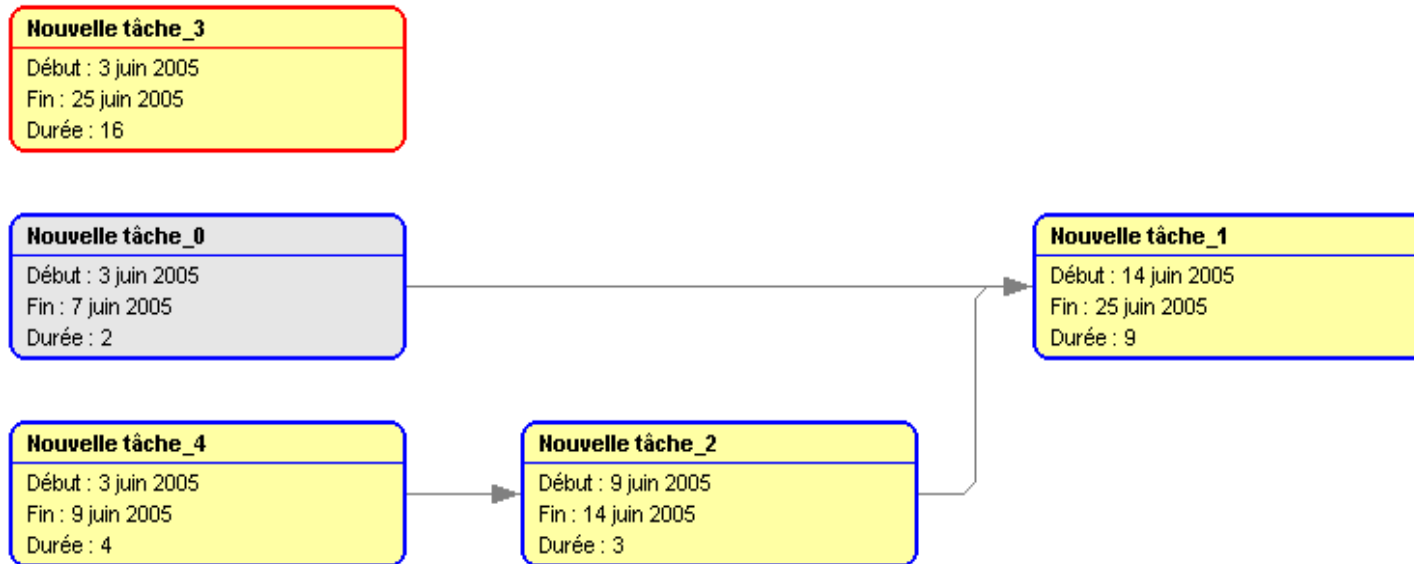 Nouvelle tâche_3
Début : 3 juin 2005
Fin : 25 juin 2005
Durée : 16
Nouvelle tâche_0
Début : 3 juin 2005
Fin : 7 juin 2005
Durée : 2
Nouvelle tâche_1
Début : 14 juin 2005
Fin : 25 juin 2005
Durée : 9
Nouvelle tâche_4
Début : 3 juin 2005
Fin : 9 juin 2005
Durée : 4
Nouvelle tâche_2
Début : 9 juin 2005
Fin : 14 juin 2005
Durée : 3